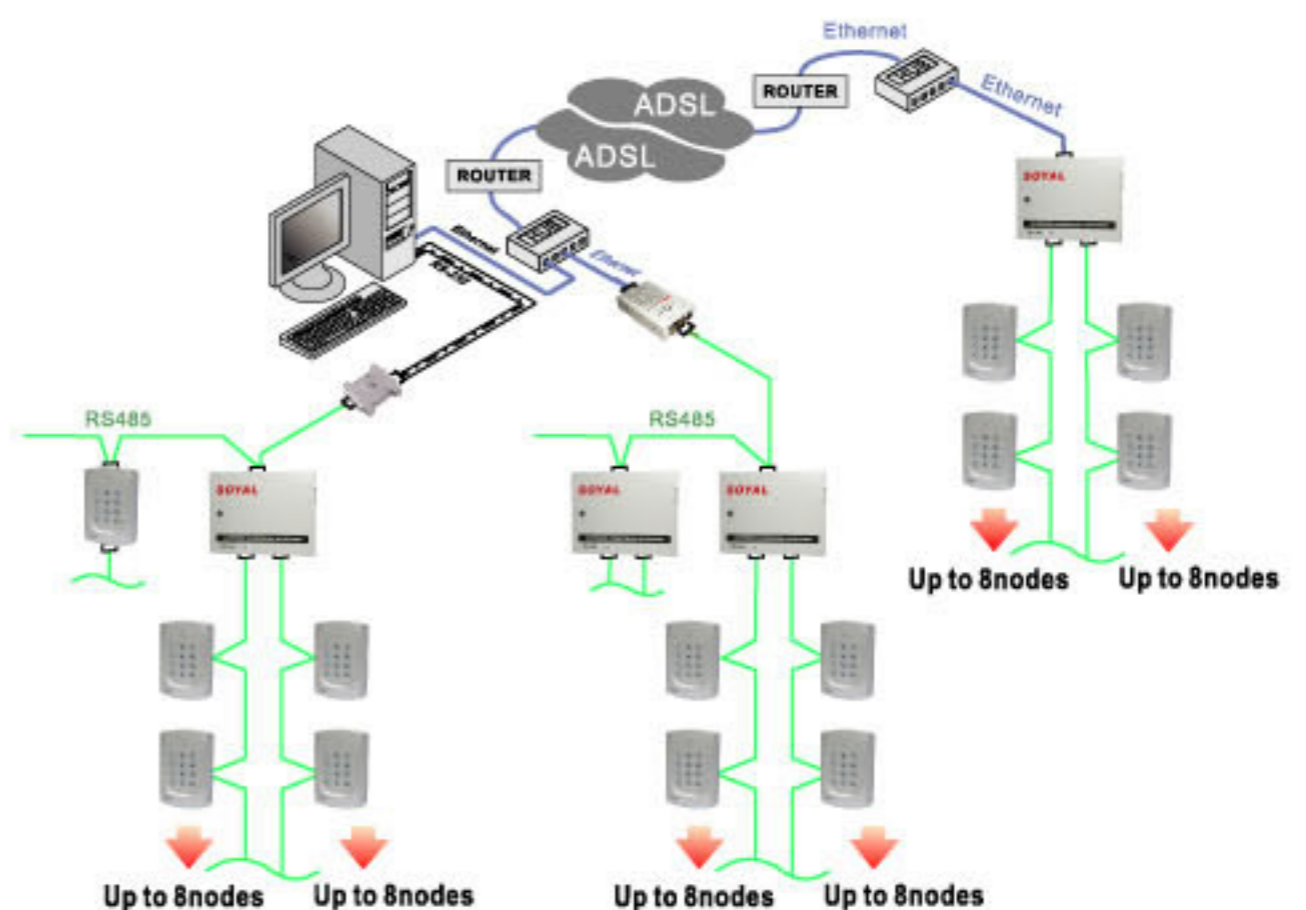 Ethernet
Ethernet
ROUTER
ADSL
ADSL
ROUTER
SOYAL
Ethernet
Ethernet
RS485
RS485
SOYAL
SOYAL
SOYAL
Up to 8nodes
Up to 8nodes
Up to 8nodes
Up to 8nodes
Up to 8nodes
Up to 8nodes